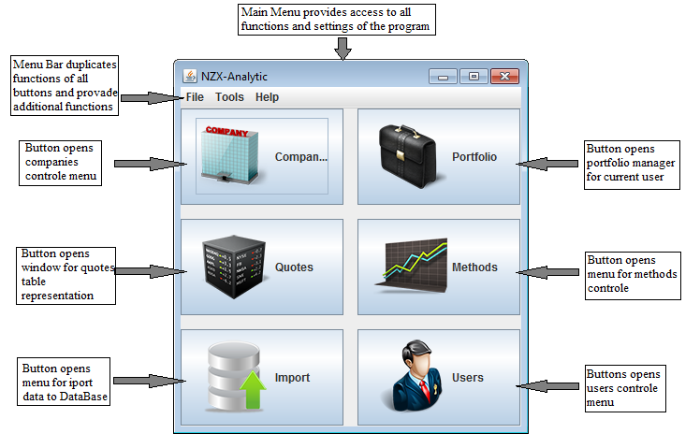 Main Menu provides access to all
functions and settings of the program
Menu Bar duplicates
functions of all
buttons and provade
additional functions
NZX-Analytic
File Tools Help
Button opens
companies
controle menu
COMPANY
Compan...
Portfolio
Button opens
portfolio manager
for current user
Button opens
window for quotes
table
representation
Quotes
Methods
Button opens
menu for methods
controle
Button opens
menu for iport
data to DataBase
Import
Users
Buttons opens
users controle
menu